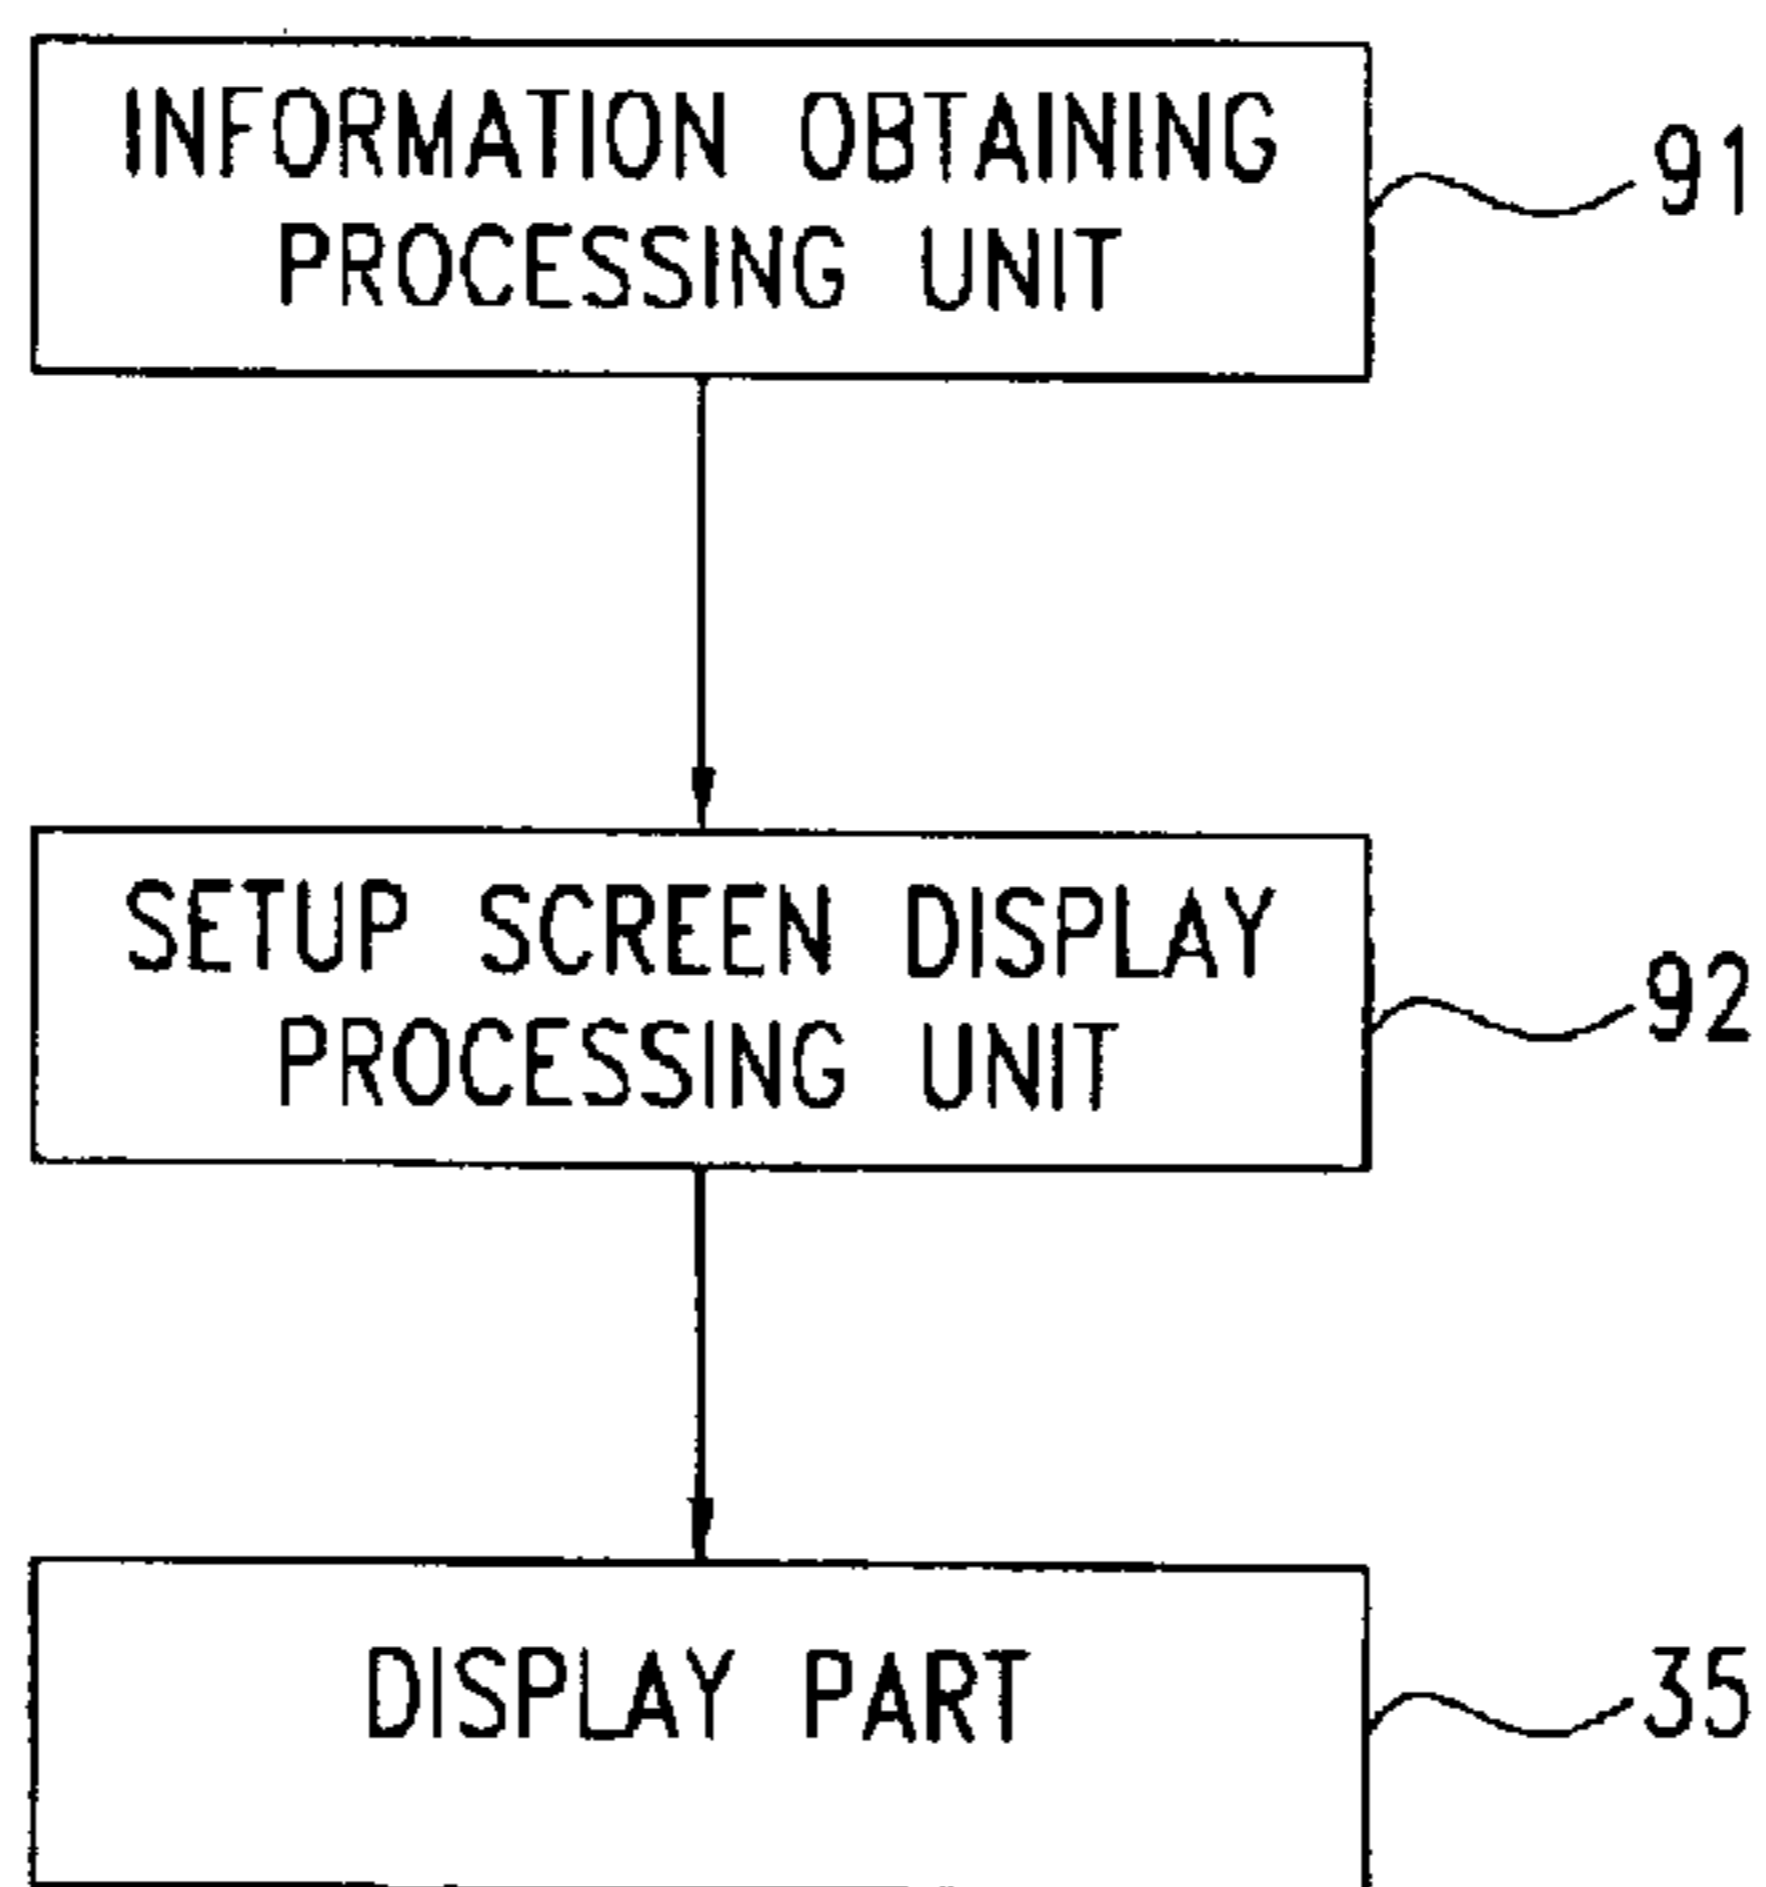 INFORMATION OBTAINING
PROCESSING UNIT
91
SETUP SCREEN DISPLAY
PROCESSING UNIT
92
DISPLAY PART
35